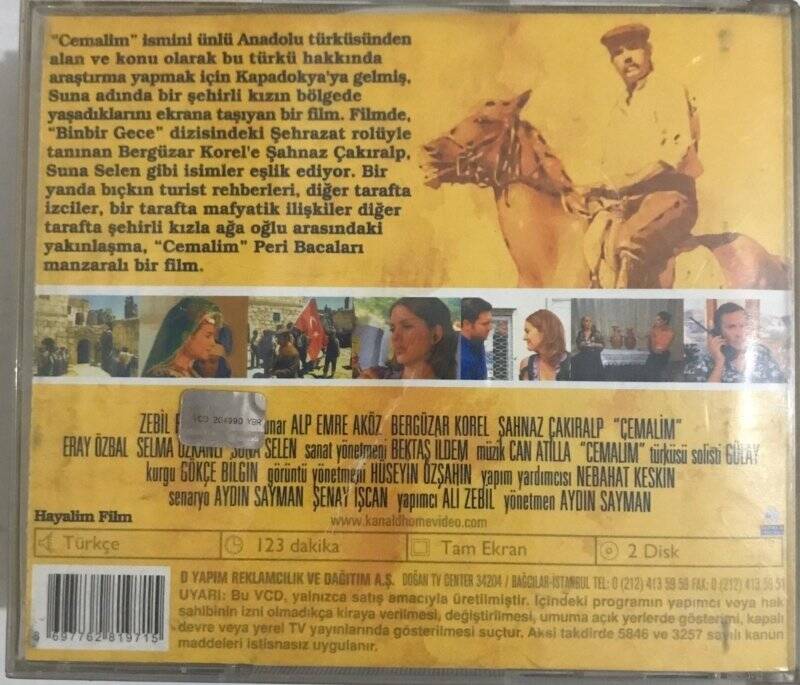 "Cemalim" ismini ünlü Anadolu türküsünden
alan ve konu olarak bu türkü hakkında
araştırma yapmak için Kapadokya'ya gelmiş,
Suna adında bir şehirli kızın bölgede
yaşadıklarını ekrana taşıyan bir film. Filmde,
"Binbir Gece" dizisindeki Şehrazat rolüyle
tanınan Bergüzar Korel'e Şahnaz Çakıralp,
Suna Selen gibi isimler eşlik ediyor. Bir
yanda bıçkın turist rehberleri, diğer tarafta
izciler, bir tarafta mafyatik ilişkiler diğer
tarafta şehirli kızla ağa oğlu arasındaki
yakınlaşma, "Cemalim" Peri Bacaları
manzaralı bir film.
ZEBİL ALP EMRE AKÖZ BERGÜZAR KOREL ŞAHNAZ ÇAKIRALP "CEMALİM"
VCD 204990 YBR
ERAY ÖZBAL SELMA ÖZKANLI SUNA SELEN sanat yönetmeni BEKTAŞ İLDEM müzik CAN ATİLLA "CEMALİM" türküsü solisti GÜLAY
kurgu GÖKÇE BİLGİN görüntü yönetmeni HÜSEYİN ÖZŞAHİN yapım yardımcısı NEBAHAT KESKİN
senaryo AYDIN SAYMAN ŞENAY İŞCAN yapımcı ALİ ZEBİL yönetmen AYDIN SAYMAN
Hayalim Film
www.kanaldhomevideo.com
Türkçe 123 dakika Tam Ekran 2 Disk
D YAPIM REKLAMCILIK VE DAĞITIM A.Ş. DOĞAN TV CENTER 34204 / BAĞCILAR-İSTANBUL TEL: 0 (212) 413 56 56 FAX: 0 (212) 413 56 51
UYARI: Bu VCD, yalnızca satış amacıyla üretilmiştir. İçindeki programın yapımcı veya hak
sahibinin izni olmadıkça kiraya verilmesi, değiştirilmesi, umuma açık yerlerde gösterimi, kapalı
devre veya yerel TV yayınlarında gösterilmesi suçtur. Aksi takdirde 5846 ve 3257 sayılı kanun
maddeleri istisnasız uygulanır.
8 697762 819715